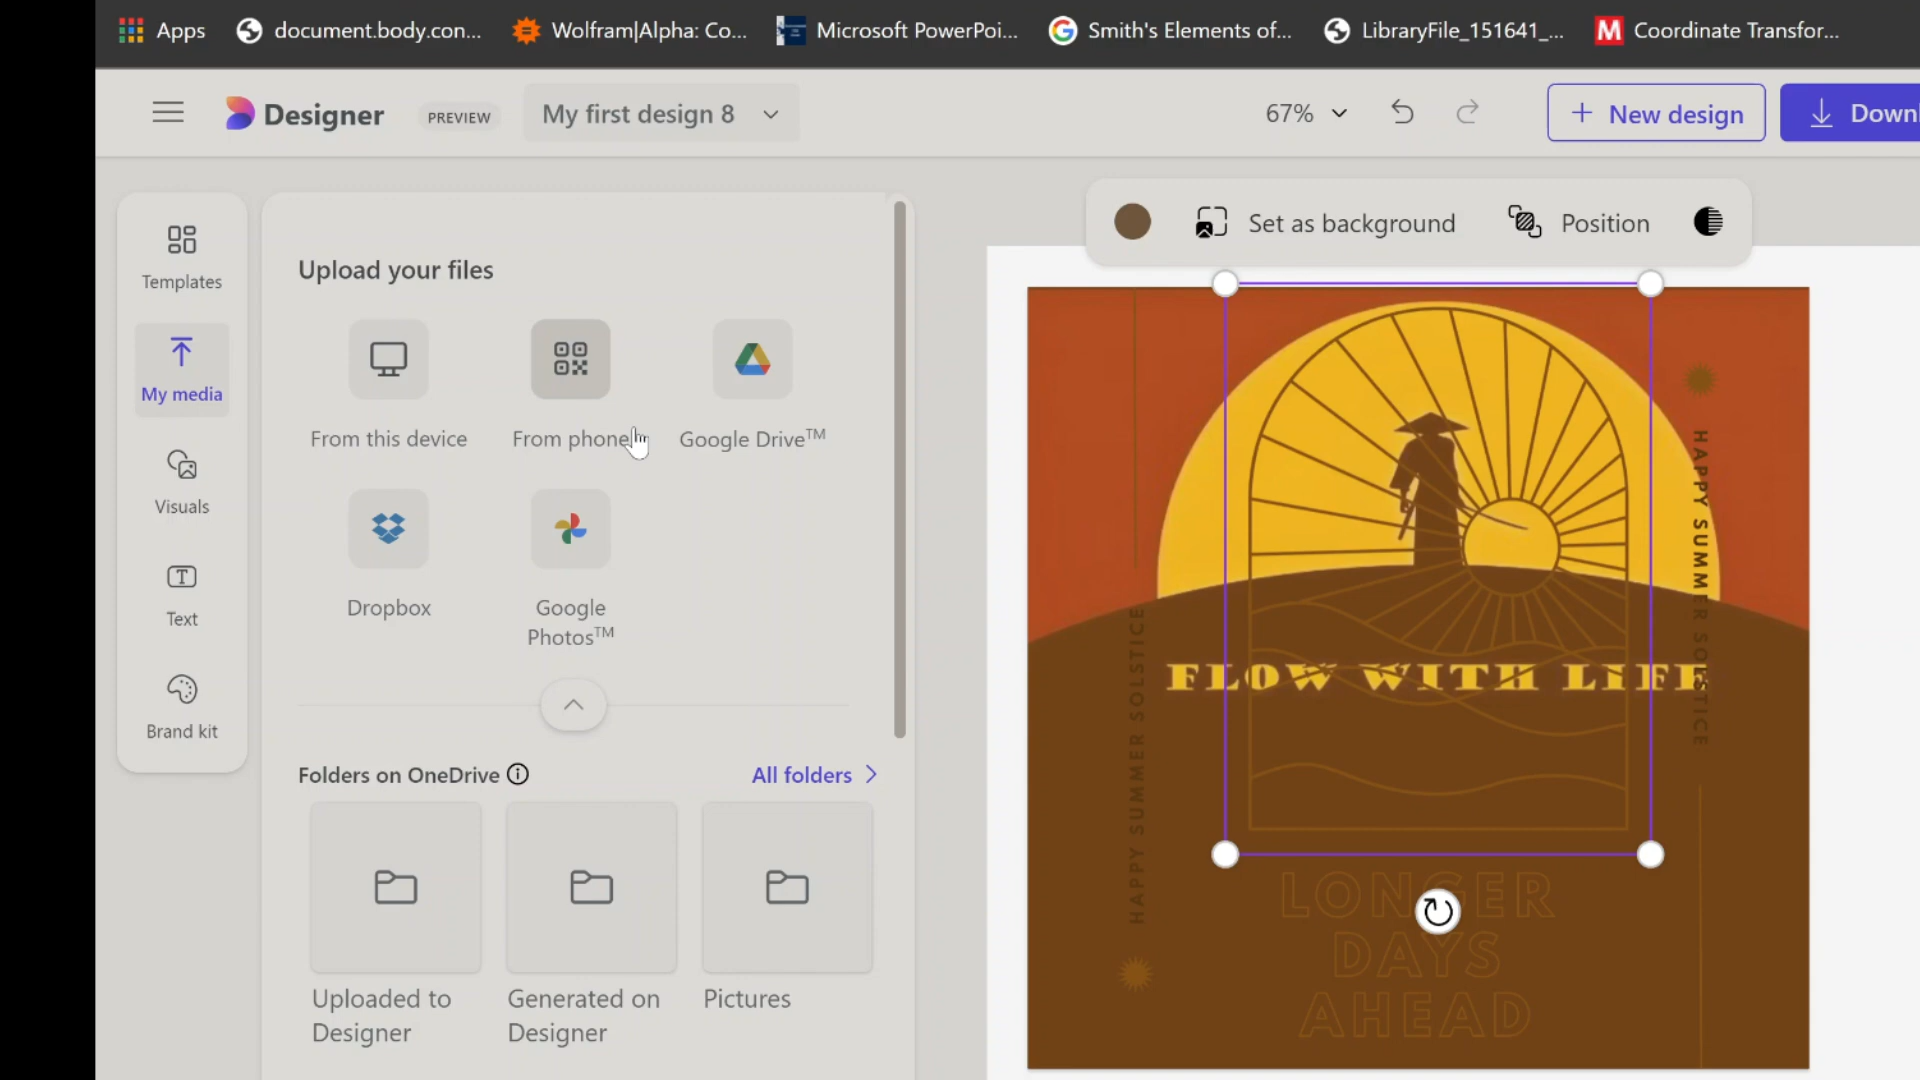 Apps
document.body.con...
Wolfram|Alpha: Co...
Microsoft PowerPoi...
Smith's Elements of...
LibraryFile_151641_...
Coordinate Transfor...
Designer
PREVIEW
My first design 8
67%
+ New design
Downl
Templates
My media
Visuals
Text
Brand kit
Upload your files
From this device
From phone
Google Drive™
Dropbox
Google
Photos™
Folders on OneDrive
All folders
Uploaded to
Designer
Generated on
Designer
Pictures
Set as background
Position
HAPPY SUMMER SOLSTICE
FLOW WITH LIFE
HAPPY SUMMER SOLSTICE
LONGER
DAYS
AHEAD